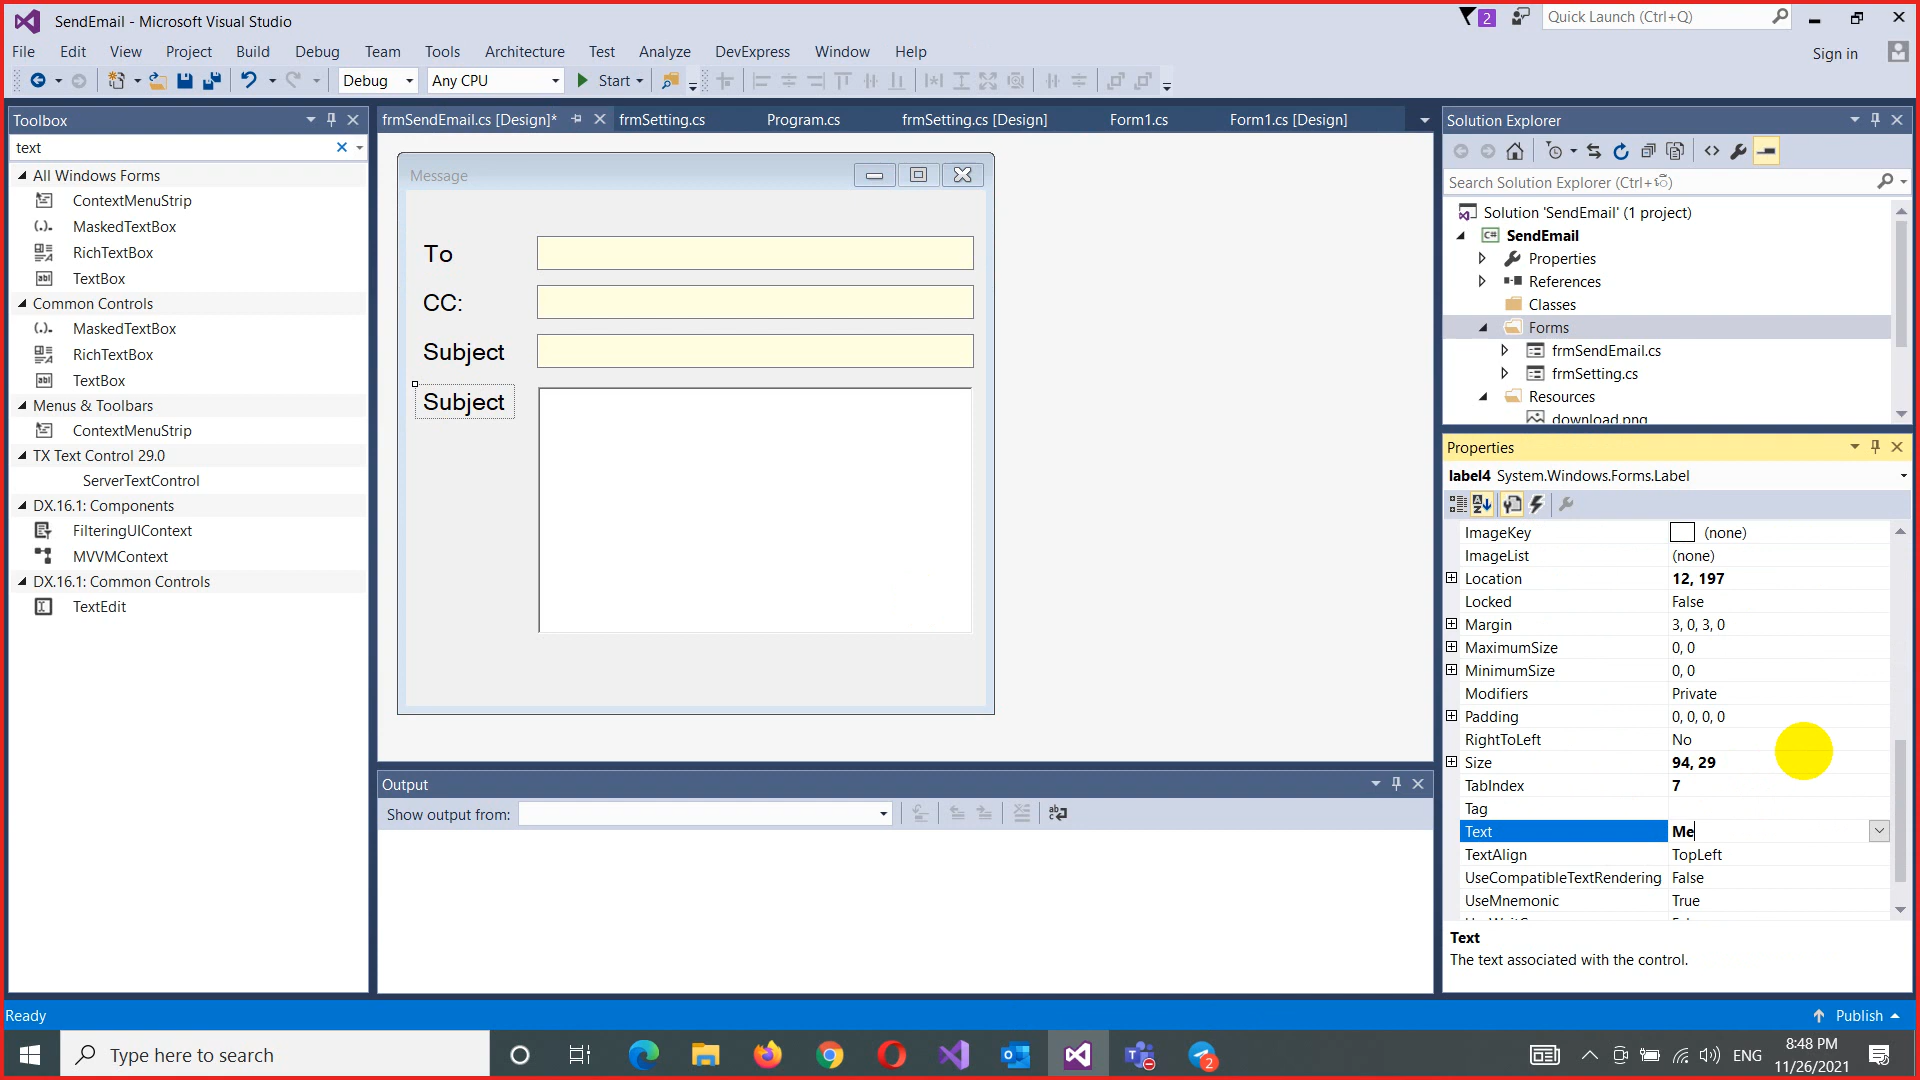 SendEmail - Microsoft Visual Studio
2
Quick Launch (Ctrl+Q)
File Edit View Project Build Debug Team Tools Test Analyze DevExpress Window Help
Sign in
Debug Any CPU Start
Toolbox
text
All Windows Forms
ContextMenuStrip
MaskedTextBox
RichTextBox
TextBox
Common Controls
MaskedTextBox
RichTextBox
TextBox
Menus & Toolbars
ContextMenuStrip
TX Text Control 29.0
ServerTextControl
DX.16.1: Components
FilteringUIContext
MVVMContext
DX.16.1: Common Controls
TextEdit
frmSendEmail.cs [Design]* frmSetting.cs Program.cs frmSetting.cs [Design] Form1.cs Form1.cs [Design]
Message
To
CC:
Subject
Subject
Output
Show output from:
Solution Explorer
Search Solution Explorer (Ctrl+
Solution 'SendEmail' (1 project)
SendEmail
Properties
References
Classes
Forms
frmSendEmail.cs
frmSetting.cs
Resources
download.png
Properties
label4 System.Windows.Forms.Label
ImageKey (none)
ImageList (none)
Location 12, 197
Locked False
Margin 3, 0, 3, 0
MaximumSize 0, 0
MinimumSize 0, 0
Modifiers Private
Padding 0, 0, 0, 0
RightToLeft No
Size 94, 29
TabIndex 7
Tag
Text Me
TextAlign TopLeft
UseCompatibleTextRendering False
UseMnemonic True
Text
The text associated with the control.
Ready
Publish
Type here to search
2
ENG
8:48 PM
11/26/2021